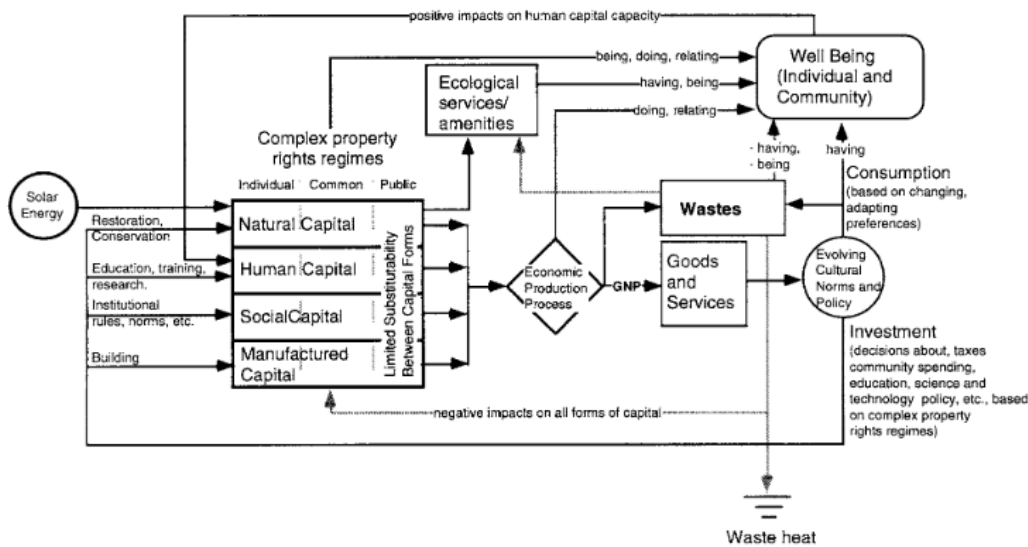 positive impacts on human capital capacity
being, doing, relating
Well Being
(Individual and
Community)
Ecological
services/
amenities
having, being
doing, relating
Complex property
rights regimes
- having,
- being
having
Individual Common Public
Consumption
(based on changing,
adapting
preferences)
Solar
Energy
Restoration,
Conservation
Natural Capital
Wastes
Education, training,
research.
Human Capital
Limited Substitutability
Between Capital Forms
Economic
Production
Process
GNP
Goods
and
Services
Evolving
Cultural
Norms and
Policy
Institutional
rules, norms, etc.
SocialCapital
Building
Manufactured
Capital
Investment
(decisions about, taxes
community spending,
education, science and
technology policy, etc., based
on complex property
rights regimes)
negative impacts on all forms of capital
Waste heat